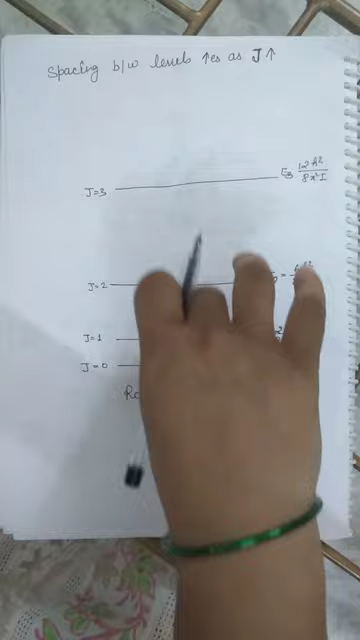 Spacing b/w levels ↑es as J↑
J=3
E3 12h²/8π²I
J=2
J=1
J=0